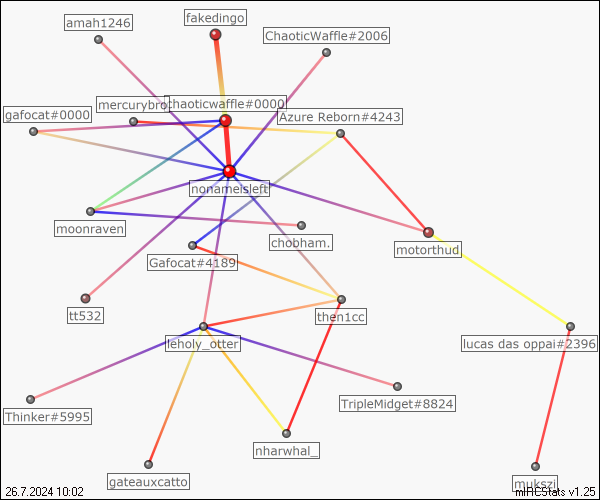 fakedingo
amah1246
ChaoticWaffle#2006
mercurybro
chaoticwaffle#0000
gafocat#0000
Azure Reborn#4243
nonameisleft
moonraven
chobham.
motorthud
Gafocat#4189
tt532
then1cc
leholy_otter
lucas das oppai#2396
TripleMidget#8824
Thinker#5995
nharwhal_
gateauxcatto
mukszi
26.7.2024 10:02
mIRCStats v1.25